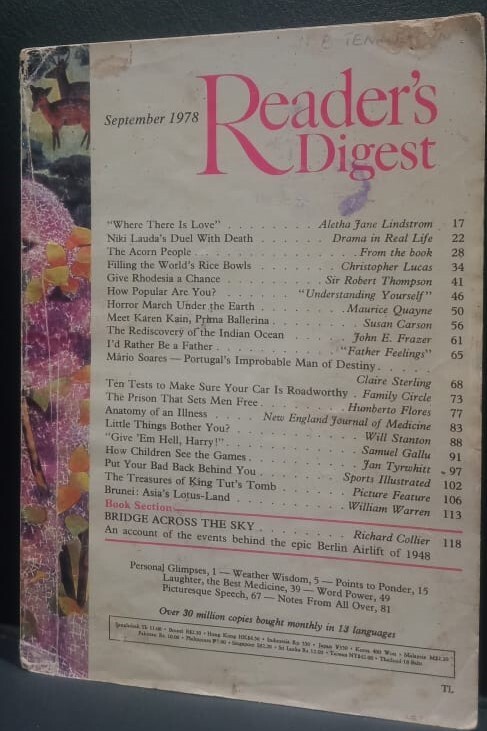 September 1978
Reader's
Digest
"Where There Is Love" . . . . . . . Aletha Jane Lindstrom 17
Niki Lauda's Duel With Death . . . . . . . Drama in Real Life 22
The Acorn People . . . . . . . From the book 28
Filling the World's Rice Bowls . . . . . . . Christopher Lucas 34
Give Rhodesia a Chance . . . . . . . Sir Robert Thompson 41
How Popular Are You? . . . . . . . "Understanding Yourself" 46
Horror March Under the Earth . . . . . . . Maurice Quayne 50
Meet Karen Kain, Prima Ballerina . . . . . . . Susan Carson 56
The Rediscovery of the Indian Ocean . . . . . . . John E. Frazer 61
I'd Rather Be a Father . . . . . . . "Father Feelings" 65
Mário Soares — Portugal's Improbable Man of Destiny . . . . .
Claire Sterling 68
Ten Tests to Make Sure Your Car Is Roadworthy . Family Circle 73
The Prison That Sets Men Free . . . . . . . Humberto Flores 77
Anatomy of an Illness . . . . New England Journal of Medicine 83
Little Things Bother You? . . . . . . . Will Stanton 88
"Give 'Em Hell, Harry!" . . . . . . . Samuel Gallu 91
How Children See the Games . . . . . . . Jan Tyrwhitt 97
Put Your Bad Back Behind You . . . . . . . Sports Illustrated 102
The Treasures of King Tut's Tomb . . . . . . . Picture Feature 106
Brunei: Asia's Lotus-Land . . . . . . . William Warren 113
Book Section
BRIDGE ACROSS THE SKY . . . . . . . Richard Collier 118
An account of the events behind the epic Berlin Airlift of 1948
Personal Glimpses, 1 — Weather Wisdom, 5 — Points to Ponder, 15
Laughter, the Best Medicine, 39 — Word Power, 49
Picturesque Speech, 67 — Notes From All Over, 81
Over 30 million copies bought monthly in 13 languages
TL